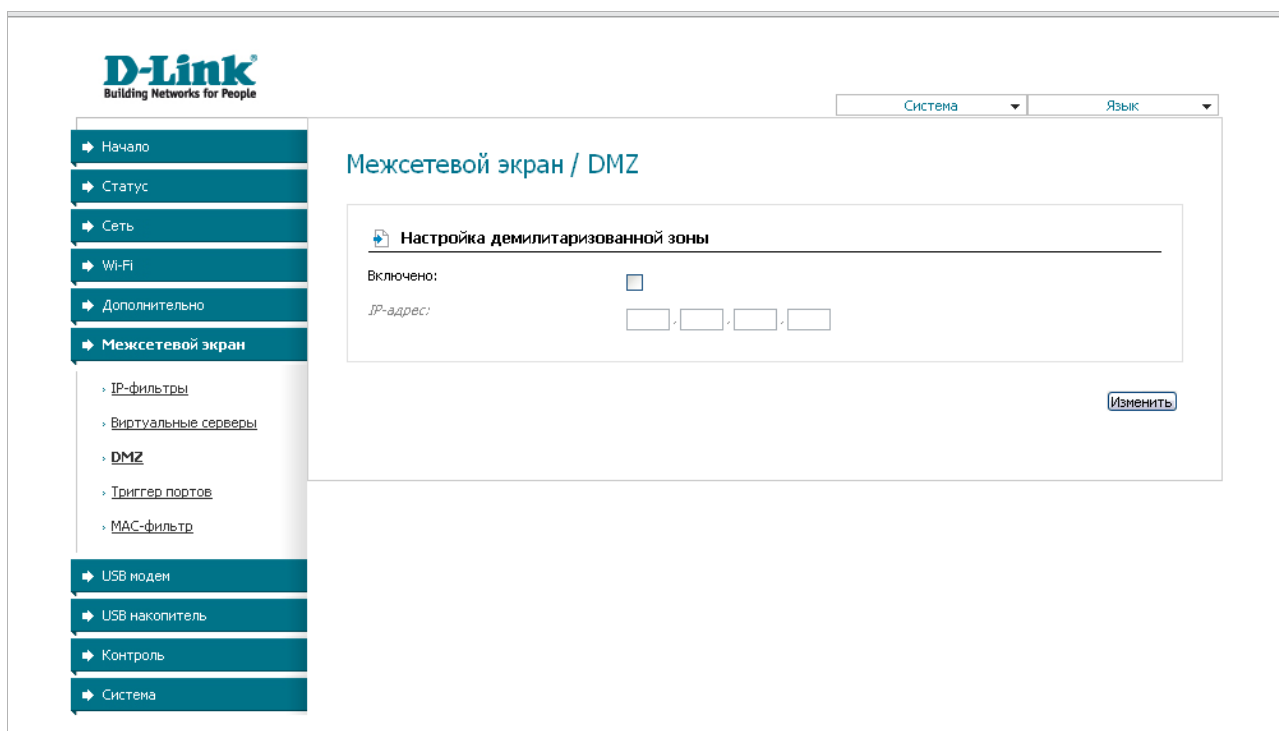 D-Link®
Building Networks for People
Система
Язык
Начало
Статус
Сеть
Wi-Fi
Дополнительно
Межсетевой экран
IP-фильтры
Виртуальные серверы
DMZ
Триггер портов
MAC-фильтр
USB модем
USB накопитель
Контроль
Система
Межсетевой экран / DMZ
Настройка демилитаризованной зоны
Включено:
IP-адрес:
. . .
Изменить